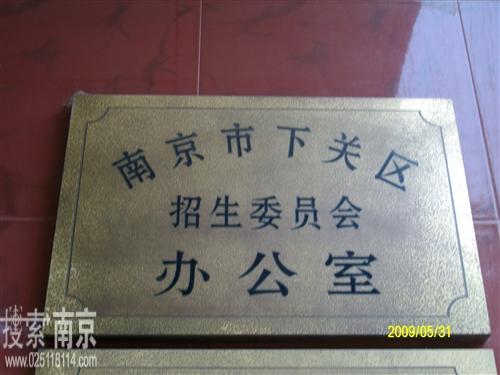 南京市下关区
招生委员会
办公室
2009/05/31
搜索南京
www.025118114.com